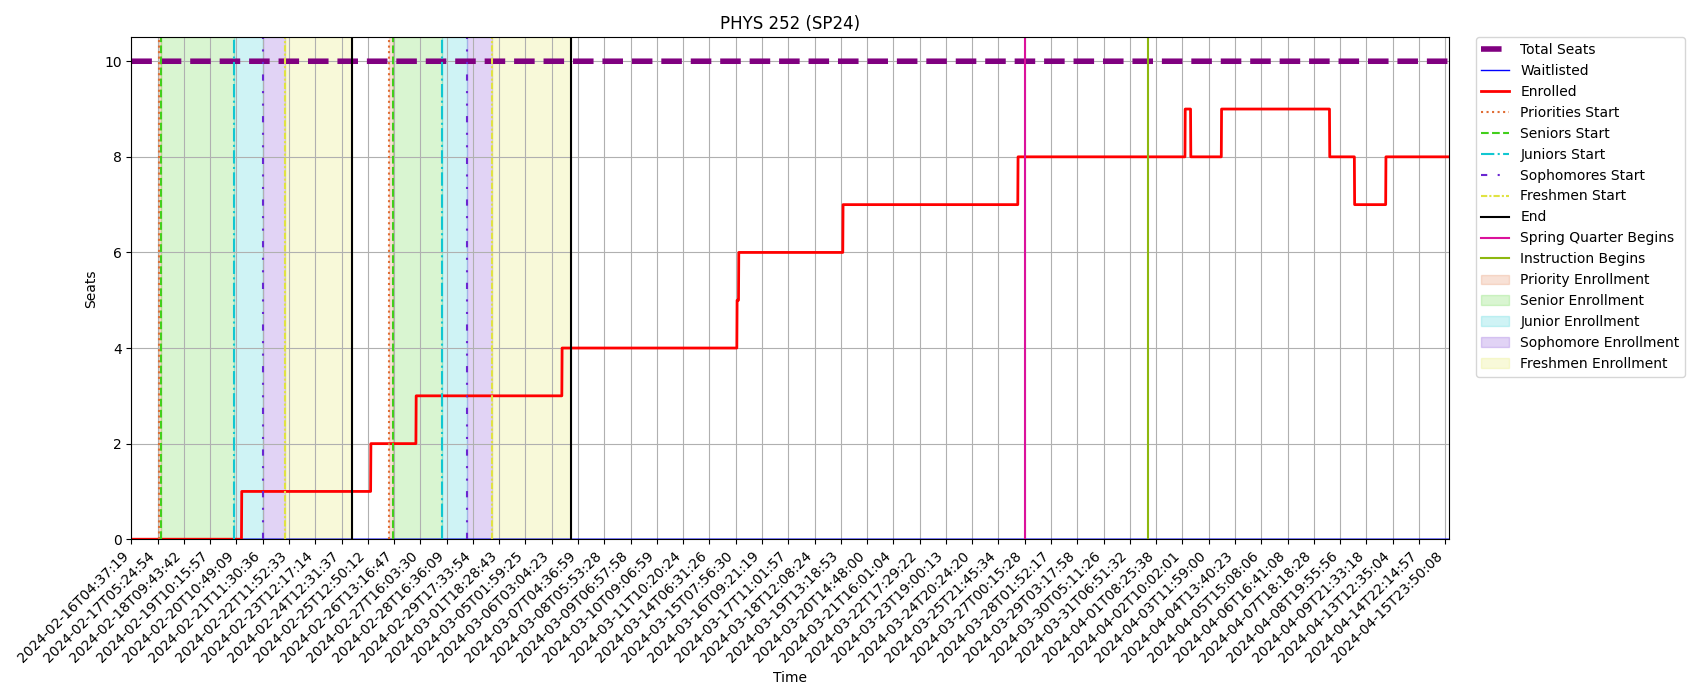 PHYS 252 (SP24)
10
8
6
4
2
0
Seats
2024-02-16T04:37:19
2024-02-17T05:24:54
2024-02-18T09:43:42
2024-02-19T10:15:57
2024-02-20T10:49:09
2024-02-21T11:30:36
2024-02-22T11:52:33
2024-02-23T12:17:14
2024-02-24T12:31:37
2024-02-25T12:50:12
2024-02-26T13:16:47
2024-02-27T16:03:30
2024-02-28T16:36:09
2024-02-29T17:33:54
2024-03-01T18:28:43
2024-03-05T01:59:25
2024-03-06T03:04:23
2024-03-07T04:36:59
2024-03-08T05:53:28
2024-03-09T06:57:58
2024-03-10T09:06:59
2024-03-11T10:20:24
2024-03-14T06:31:26
2024-03-15T07:56:30
2024-03-16T09:21:19
2024-03-17T11:01:57
2024-03-18T12:08:24
2024-03-19T13:18:53
2024-03-20T14:48:00
2024-03-21T16:01:04
2024-03-22T17:29:22
2024-03-23T19:00:13
2024-03-24T20:24:20
2024-03-25T21:45:34
2024-03-27T00:15:28
2024-03-28T01:52:17
2024-03-29T03:17:58
2024-03-30T05:11:26
2024-03-31T06:51:32
2024-04-01T08:25:38
2024-04-02T10:02:01
2024-04-03T11:59:00
2024-04-04T13:40:23
2024-04-05T15:08:06
2024-04-06T16:41:08
2024-04-07T18:18:28
2024-04-08T19:55:56
2024-04-09T21:33:18
2024-04-13T12:35:04
2024-04-14T22:14:57
2024-04-15T23:50:08
Time
Total Seats
Waitlisted
Enrolled
Priorities Start
Seniors Start
Juniors Start
Sophomores Start
Freshmen Start
End
Spring Quarter Begins
Instruction Begins
Priority Enrollment
Senior Enrollment
Junior Enrollment
Sophomore Enrollment
Freshmen Enrollment